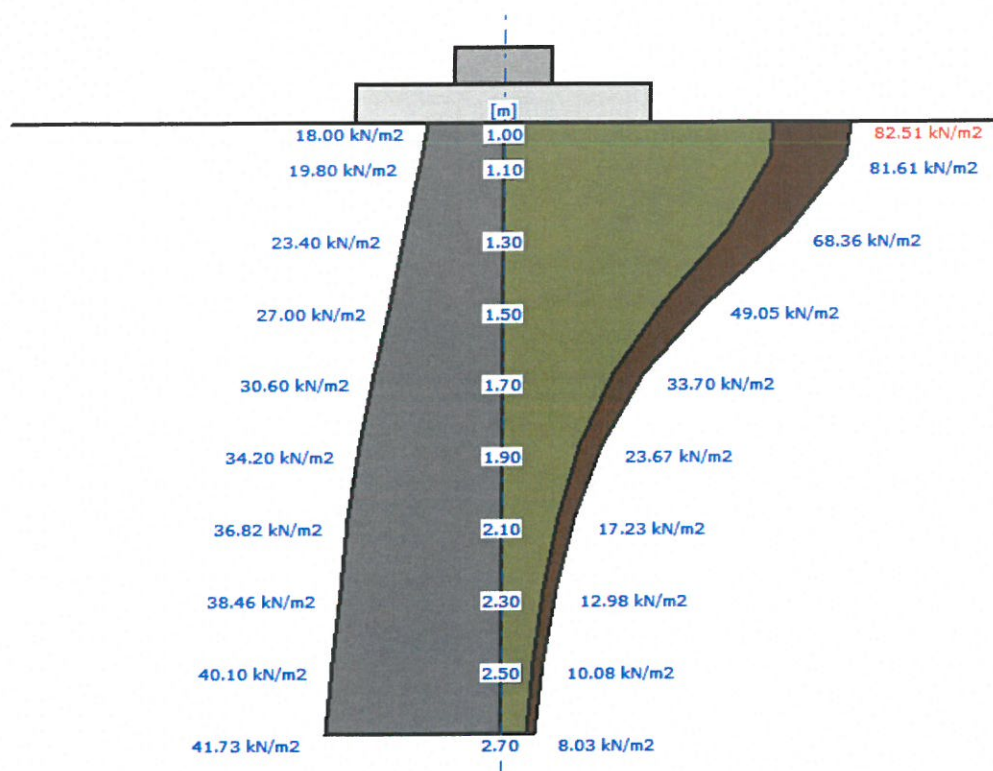 [m]
18.00 kN/m2 1.00 82.51 kN/m2
19.80 kN/m2 1.10 81.61 kN/m2
23.40 kN/m2 1.30 68.36 kN/m2
27.00 kN/m2 1.50 49.05 kN/m2
30.60 kN/m2 1.70 33.70 kN/m2
34.20 kN/m2 1.90 23.67 kN/m2
36.82 kN/m2 2.10 17.23 kN/m2
38.46 kN/m2 2.30 12.98 kN/m2
40.10 kN/m2 2.50 10.08 kN/m2
41.73 kN/m2 2.70 8.03 kN/m2